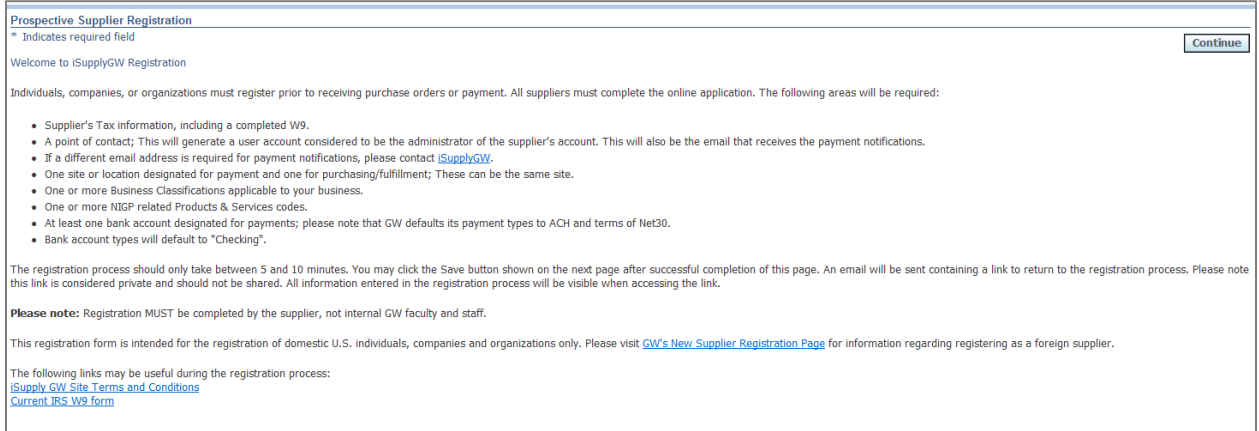 Prospective Supplier Registration
* Indicates required field
Continue
Welcome to iSupplyGW Registration
Individuals, companies, or organizations must register prior to receiving purchase orders or payment. All suppliers must complete the online application. The following areas will be required:
• Supplier's Tax information, including a completed W9.
• A point of contact; This will generate a user account considered to be the administrator of the supplier's account. This will also be the email that receives the payment notifications.
• If a different email address is required for payment notifications, please contact iSupplyGW.
• One site or location designated for payment and one for purchasing/fulfillment; These can be the same site.
• One or more Business Classifications applicable to your business.
• One or more NIGP related Products & Services codes.
• At least one bank account designated for payments; please note that GW defaults its payment types to ACH and terms of Net30.
• Bank account types will default to "Checking".
The registration process should only take between 5 and 10 minutes. You may click the Save button shown on the next page after successful completion of this page. An email will be sent containing a link to return to the registration process. Please note
this link is considered private and should not be shared. All information entered in the registration process will be visible when accessing the link.
Please note: Registration MUST be completed by the supplier, not internal GW faculty and staff.
This registration form is intended for the registration of domestic U.S. individuals, companies and organizations only. Please visit GW's New Supplier Registration Page for information regarding registering as a foreign supplier.
The following links may be useful during the registration process:
iSupply GW Site Terms and Conditions
Current IRS W9 form